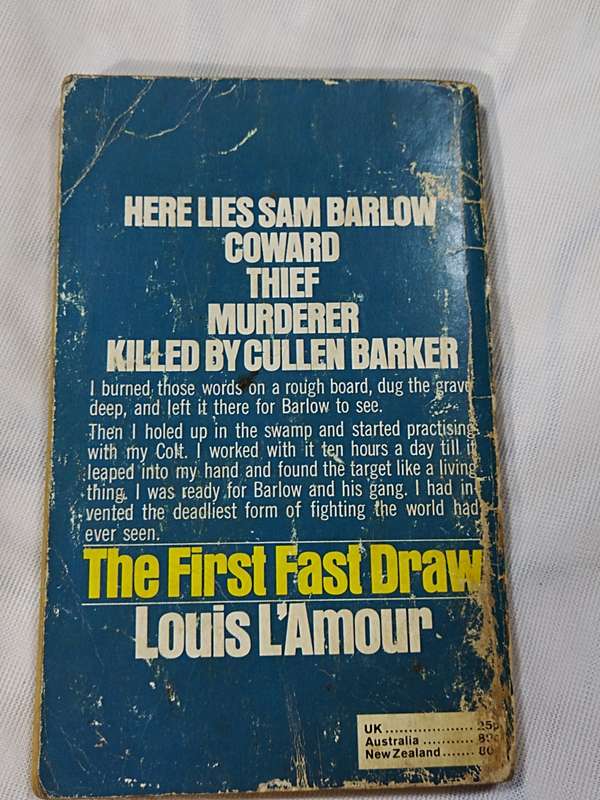 HERE LIES SAM BARLOW
COWARD
THIEF
MURDERER
KILLED BY CULLEN BARKER
I burned those words on a rough board, dug the grave
deep, and left it there for Barlow to see.
Then I holed up in the swamp and started practising
with my Colt. I worked with it ten hours a day till it
leaped into my hand and found the target like a living
thing. I was ready for Barlow and his gang. I had in-
vented the deadliest form of fighting the world had
ever seen.
The First Fast Draw
Louis L'Amour
UK .................... 25p
Australia ...........
New Zealand .......